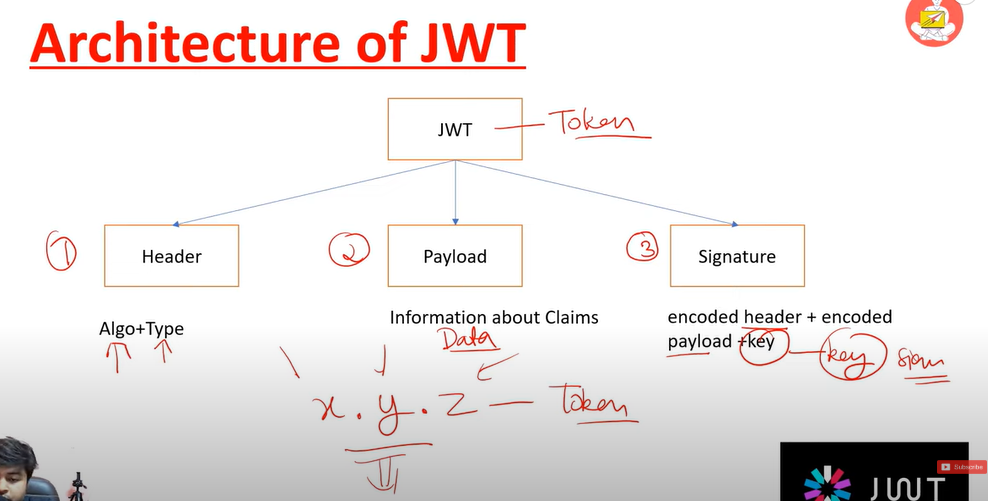 Architecture of JWT
JWT
Token
1
Header
2
Payload
3
Signature
Algo+Type
Information about Claims
Data
encoded header + encoded
payload +key
key
sign
x.y.z — Token
Subscribe
JWT